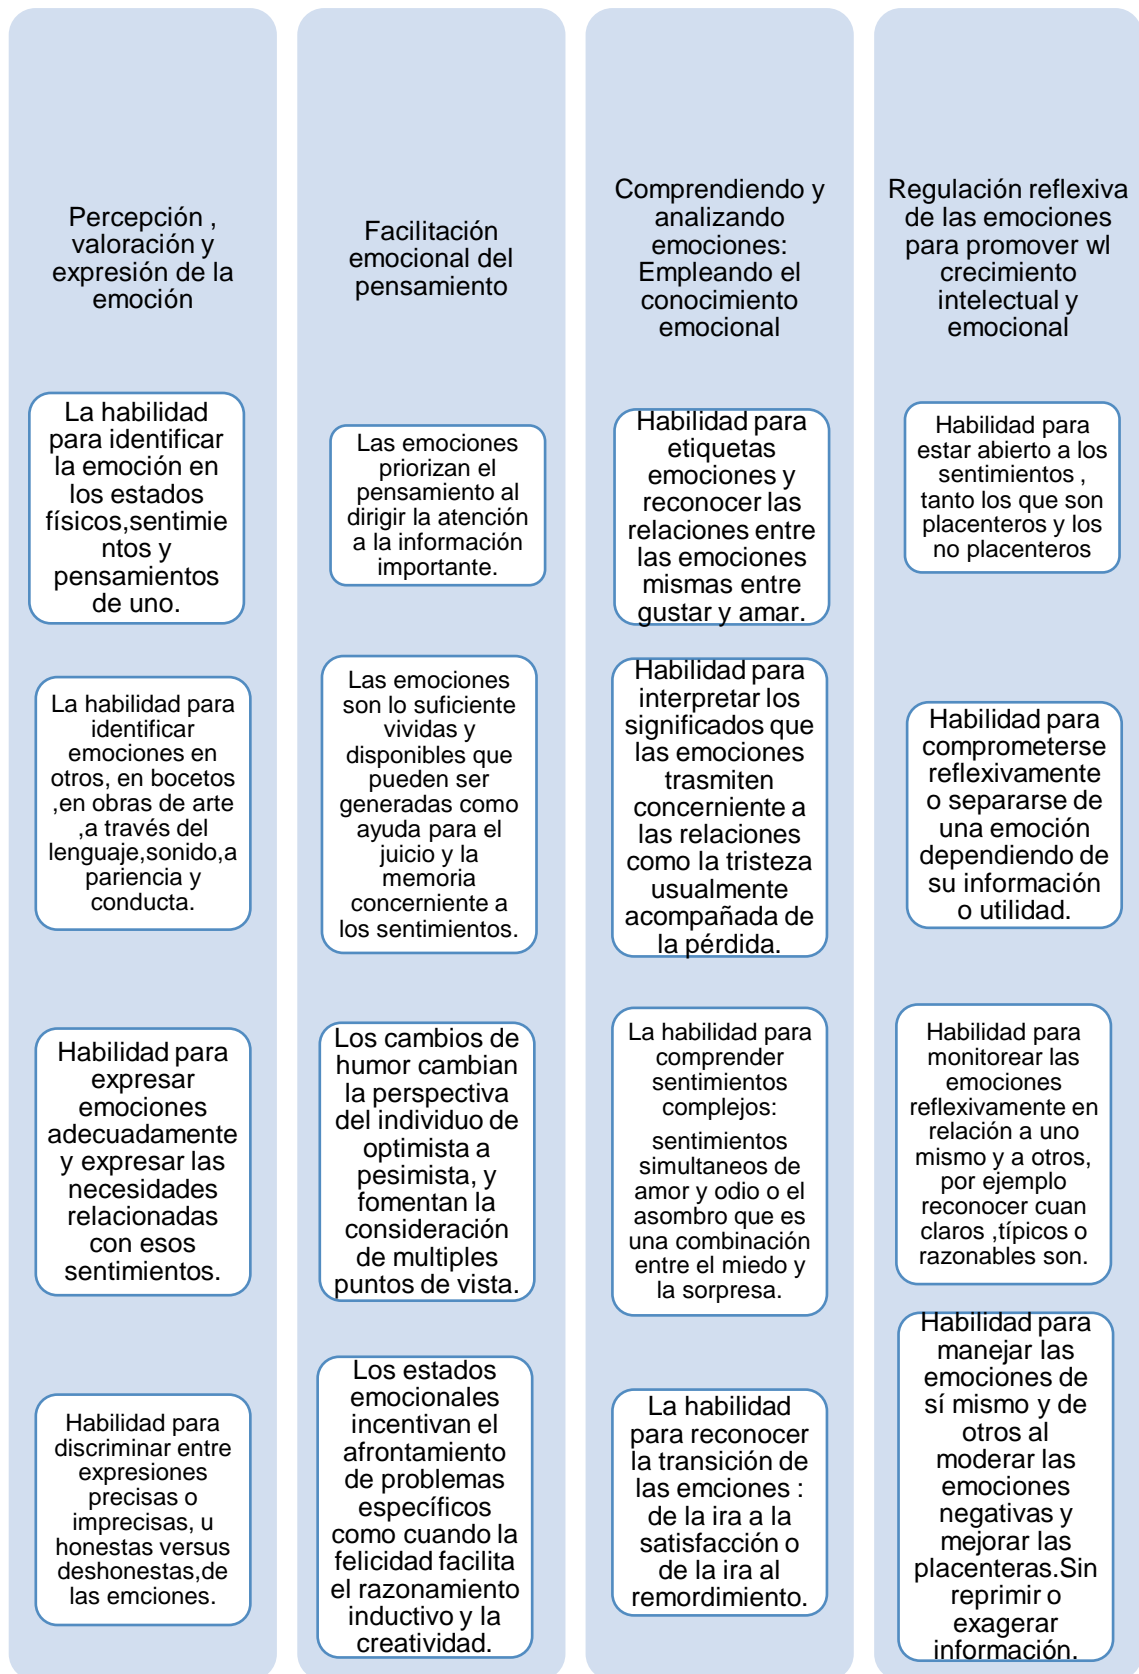 Percepción ,
valoración y
expresión de la
emoción
La habilidad
para identificar
la emoción en
los estados
físicos,sentimie
ntos y
pensamientos
de uno.
La habilidad para
identificar
emociones en
otros, en bocetos
,en obras de arte
,a través del
lenguaje,sonido,a
pariencia y
conducta.
Habilidad para
expresar
emociones
adecuadamente
y expresar las
necesidades
relacionadas
con esos
sentimientos.
Habilidad para
discriminar entre
expresiones
precisas o
imprecisas, u
honestas versus
deshonestas,de
las emciones.
Facilitación
emocional del
pensamiento
Las emociones
priorizan el
pensamiento al
dirigir la atención
a la información
importante.
Las emociones
son lo suficiente
vividas y
disponibles que
pueden ser
generadas como
ayuda para el
juicio y la
memoria
concerniente a
los sentimientos.
Los cambios de
humor cambian
la perspectiva
del individuo de
optimista a
pesimista, y
fomentan la
consideración
de multiples
puntos de vista.
Los estados
emocionales
incentivan el
afrontamiento
de problemas
específicos
como cuando la
felicidad facilita
el razonamiento
inductivo y la
creatividad.
Comprendiendo y
analizando
emociones:
Empleando el
conocimiento
emocional
Habilidad para
etiquetas
emociones y
reconocer las
relaciones entre
las emociones
mismas entre
gustar y amar.
Habilidad para
interpretar los
significados que
las emociones
trasmiten
concerniente a
las relaciones
como la tristeza
usualmente
acompañada de
la pérdida.
La habilidad para
comprender
sentimientos
complejos:
sentimientos
simultaneos de
amor y odio o el
asombro que es
una combinación
entre el miedo y
la sorpresa.
La habilidad
para reconocer
la transición de
las emciones :
de la ira a la
satisfacción o
de la ira al
remordimiento.
Regulación reflexiva
de las emociones
para promover wl
crecimiento
intelectual y
emocional
Habilidad para
estar abierto a los
sentimientos ,
tanto los que son
placenteros y los
no placenteros
Habilidad para
comprometerse
reflexivamente
o separarse de
una emoción
dependiendo de
su información
o utilidad.
Habilidad para
monitorear las
emociones
reflexivamente en
relación a uno
mismo y a otros,
por ejemplo
reconocer cuan
claros ,típicos o
razonables son.
Habilidad para
manejar las
emociones de
sí mismo y de
otros al
moderar las
emociones
negativas y
mejorar las
placenteras.Sin
reprimir o
exagerar
información.